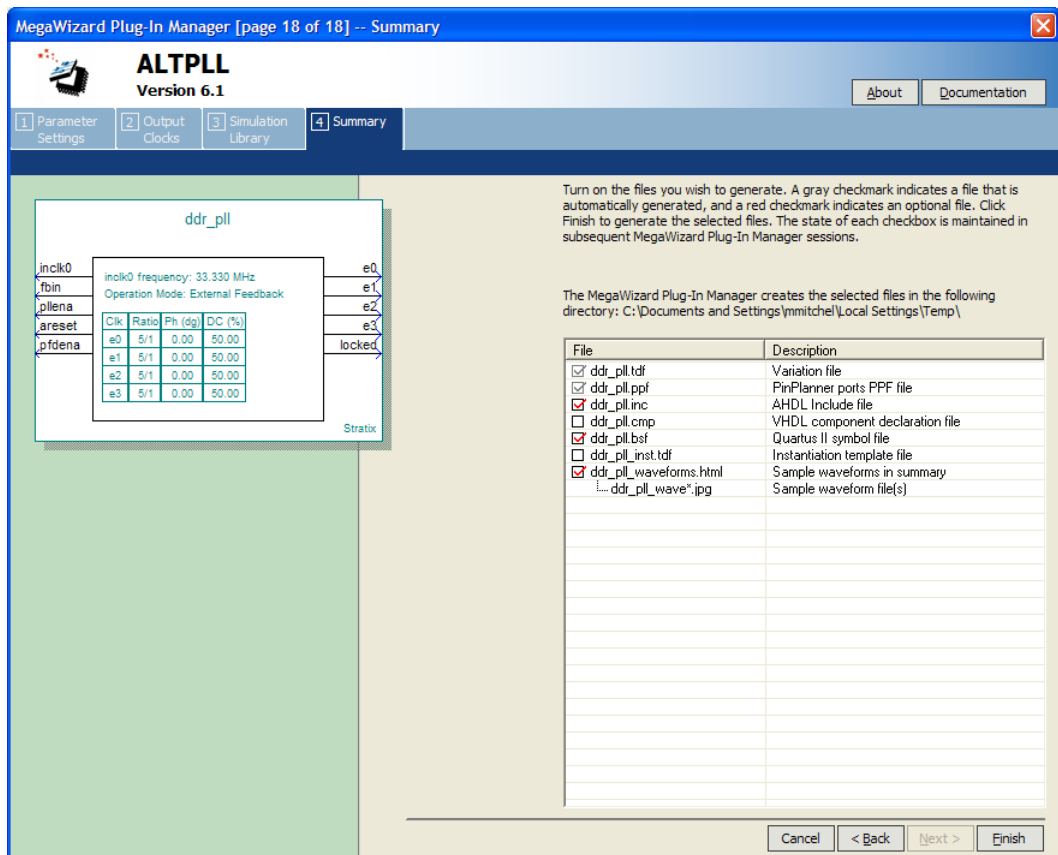 MegaWizard Plug-In Manager [page 18 of 18] -- Summary
ALTPLL
Version 6.1
About
Documentation
1 Parameter Settings
2 Output Clocks
3 Simulation Library
4 Summary
Turn on the files you wish to generate. A gray checkmark indicates a file that is
automatically generated, and a red checkmark indicates an optional file. Click
Finish to generate the selected files. The state of each checkbox is maintained in
subsequent MegaWizard Plug-In Manager sessions.
The MegaWizard Plug-In Manager creates the selected files in the following
directory: C:\Documents and Settings\mmitchel\Local Settings\Temp\
ddr_pll
inclk0
fbin
pllena
areset
pfdena
inclk0 frequency: 33.330 MHz
Operation Mode: External Feedback
Clk Ratio Ph (dg) DC (%)
e0 5/1 0.00 50.00
e1 5/1 0.00 50.00
e2 5/1 0.00 50.00
e3 5/1 0.00 50.00
e0
e1
e2
e3
locked
Stratix
File Description
ddr_pll.tdf Variation file
ddr_pll.ppf PinPlanner ports PPF file
ddr_pll.inc AHDL Include file
ddr_pll.cmp VHDL component declaration file
ddr_pll.bsf Quartus II symbol file
ddr_pll_inst.tdf Instantiation template file
ddr_pll_waveforms.html Sample waveforms in summary
ddr_pll_wave*.jpg Sample waveform file(s)
Cancel
< Back
Next >
Finish